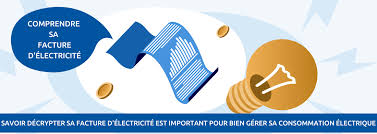 COMPRENDRE
SA
FACTURE
D'ÉLECTRICITÉ
SAVOIR DÉCRYPTER SA FACTURE D'ÉLECTRICITÉ EST IMPORTANT POUR BIEN GÉRER SA CONSOMMATION ÉLECTRIQUE